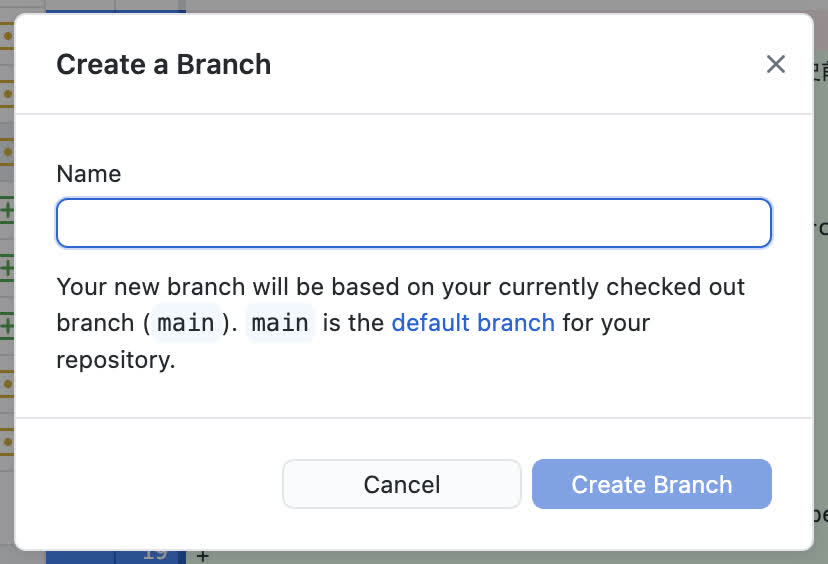 Create a Branch
Name
Your new branch will be based on your currently checked out
branch (main). main is the default branch for your
repository.
Cancel
Create Branch
19 +